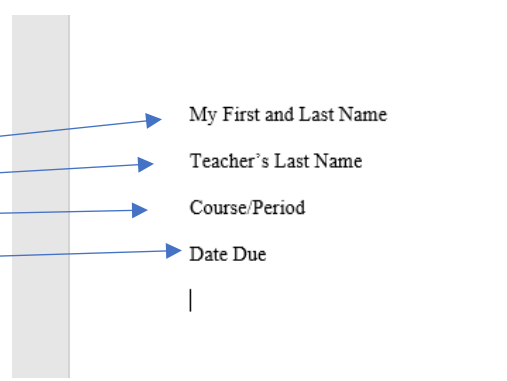 My First and Last Name
Teacher’s Last Name
Course/Period
Date Due